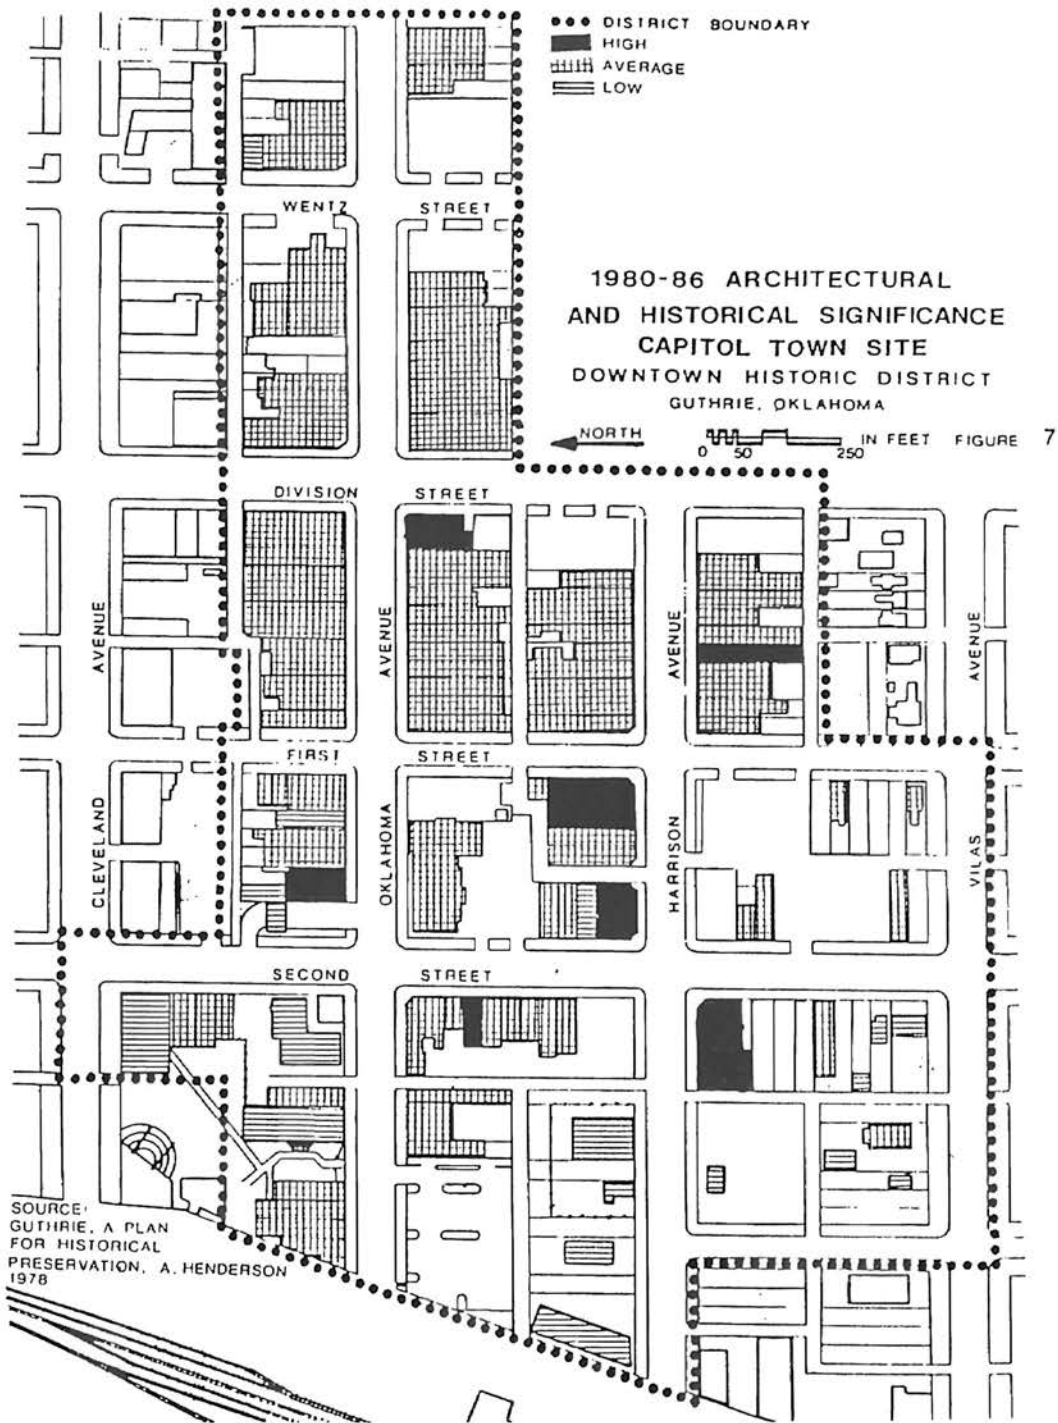 DISTRICT BOUNDARY
HIGH
AVERAGE
LOW
WENTZ STREET
1980-86 ARCHITECTURAL
AND HISTORICAL SIGNIFICANCE
CAPITOL TOWN SITE
DOWNTOWN HISTORIC DISTRICT
GUTHRIE, OKLAHOMA
NORTH
0 50 250
IN FEET FIGURE 7
DIVISION STREET
AVENUE
AVENUE
AVENUE
AVENUE
FIRST STREET
CLEVELAND
OKLAHOMA
HARRISON
VILAS
SECOND STREET
SOURCE:
GUTHRIE, A PLAN
FOR HISTORICAL
PRESERVATION, A. HENDERSON
1978